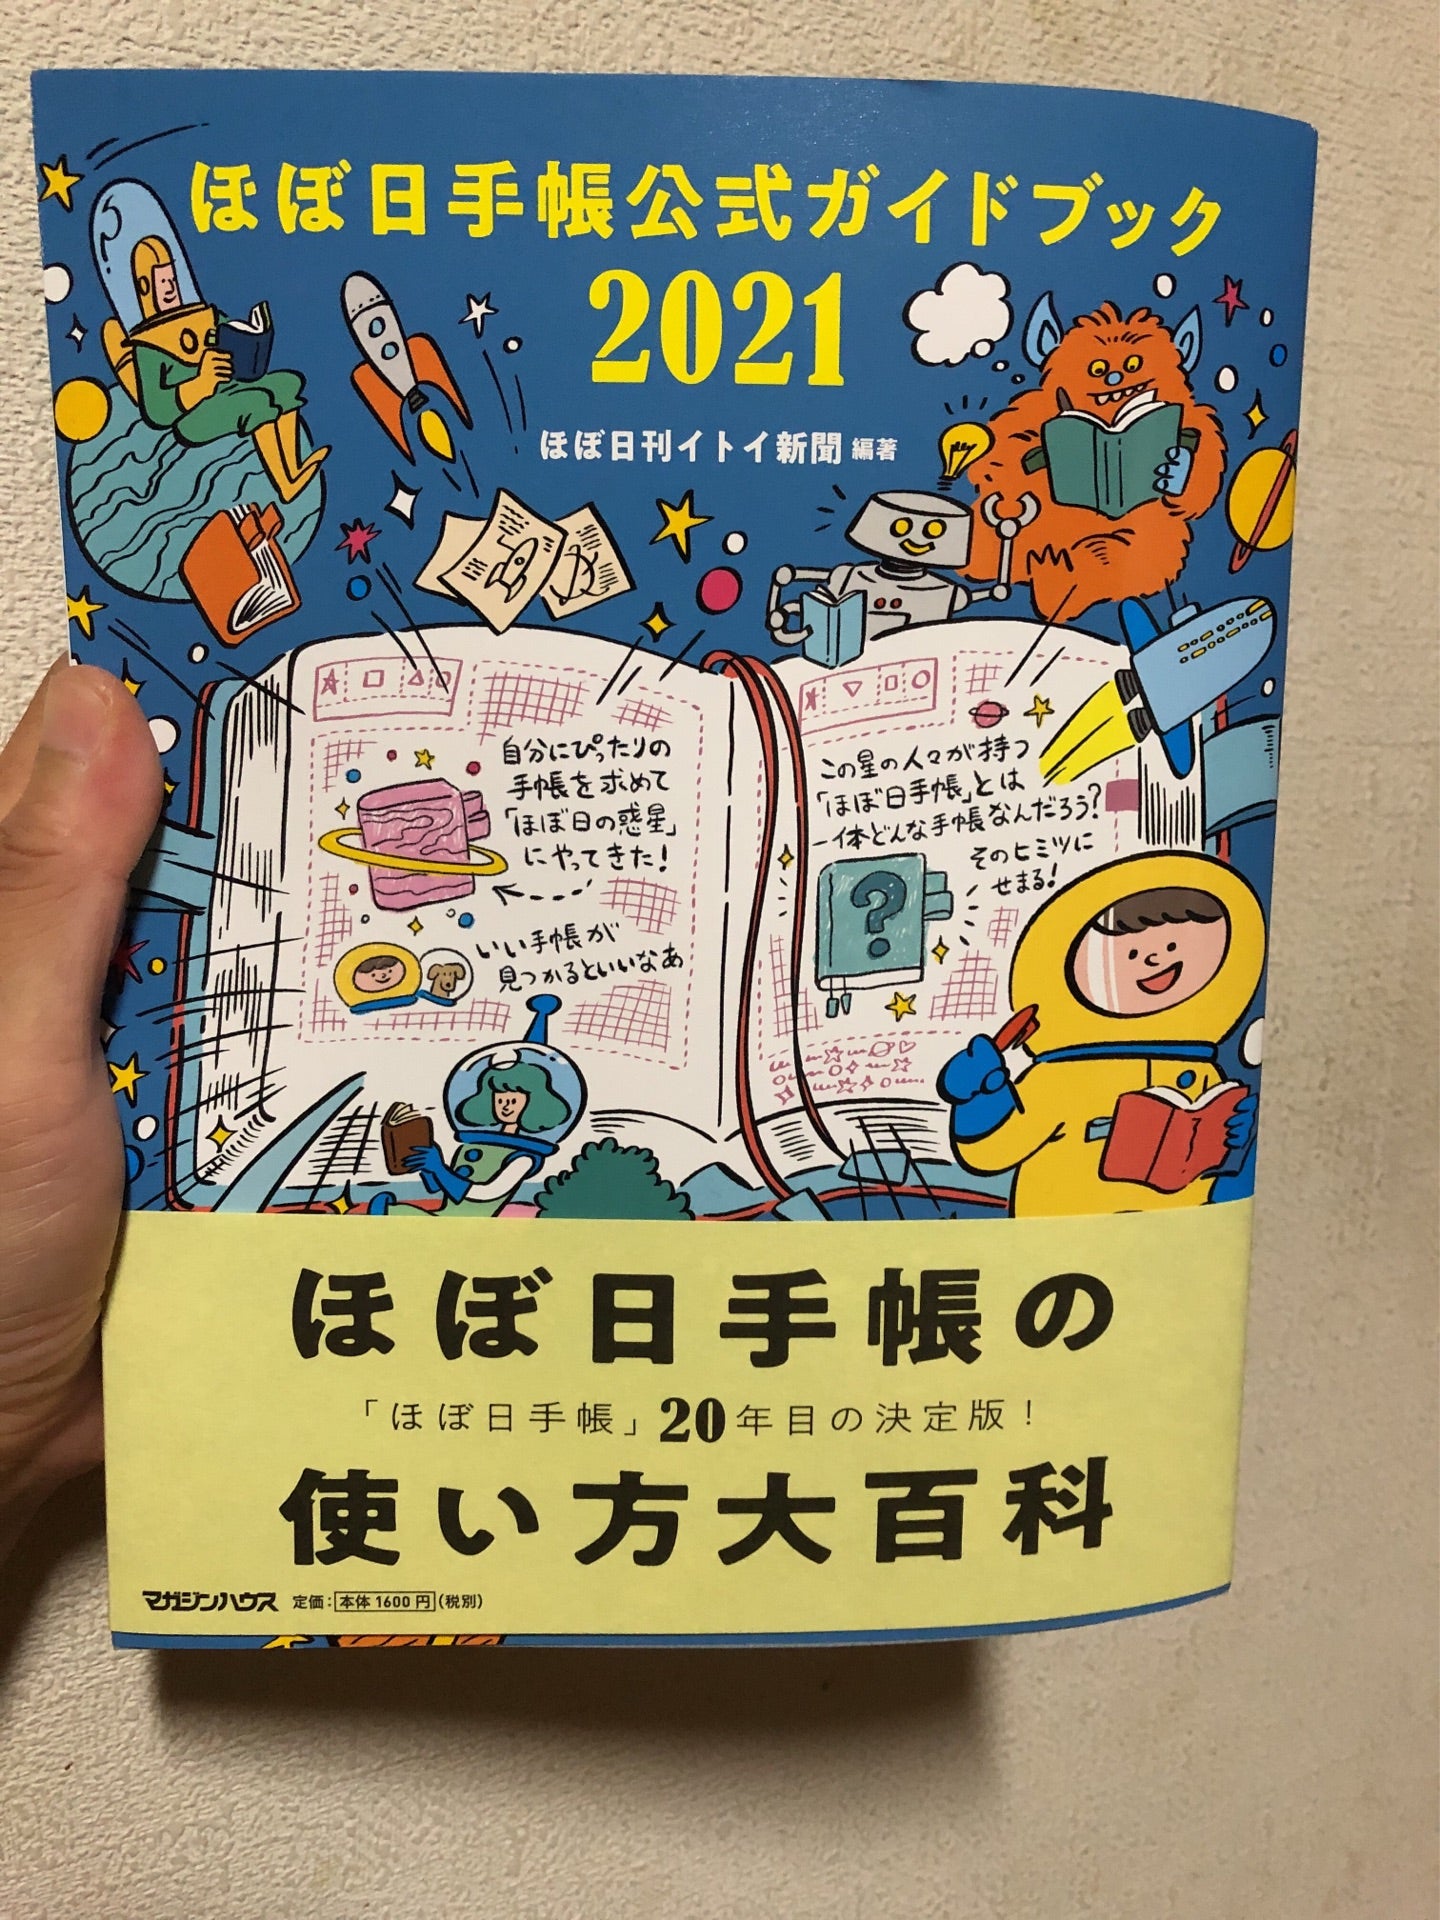 ほぼ日手帳公式ガイドブック
2021
ほぼ日刊イトイ新聞 編著
自分にぴったりの
手帳を求めて
「ほぼ日の惑星」
にやってきた!
いい手帳が
見つかるといいなあ
この星の人々が持つ
「ほぼ日手帳」とは
一体どんな手帳なんだろう?
そのヒミツに
せまる!
?
ほぼ日手帳の
「ほぼ日手帳」20年目の決定版!
使い方大百科
マガジンハウス 定価:本体1600円(税別)